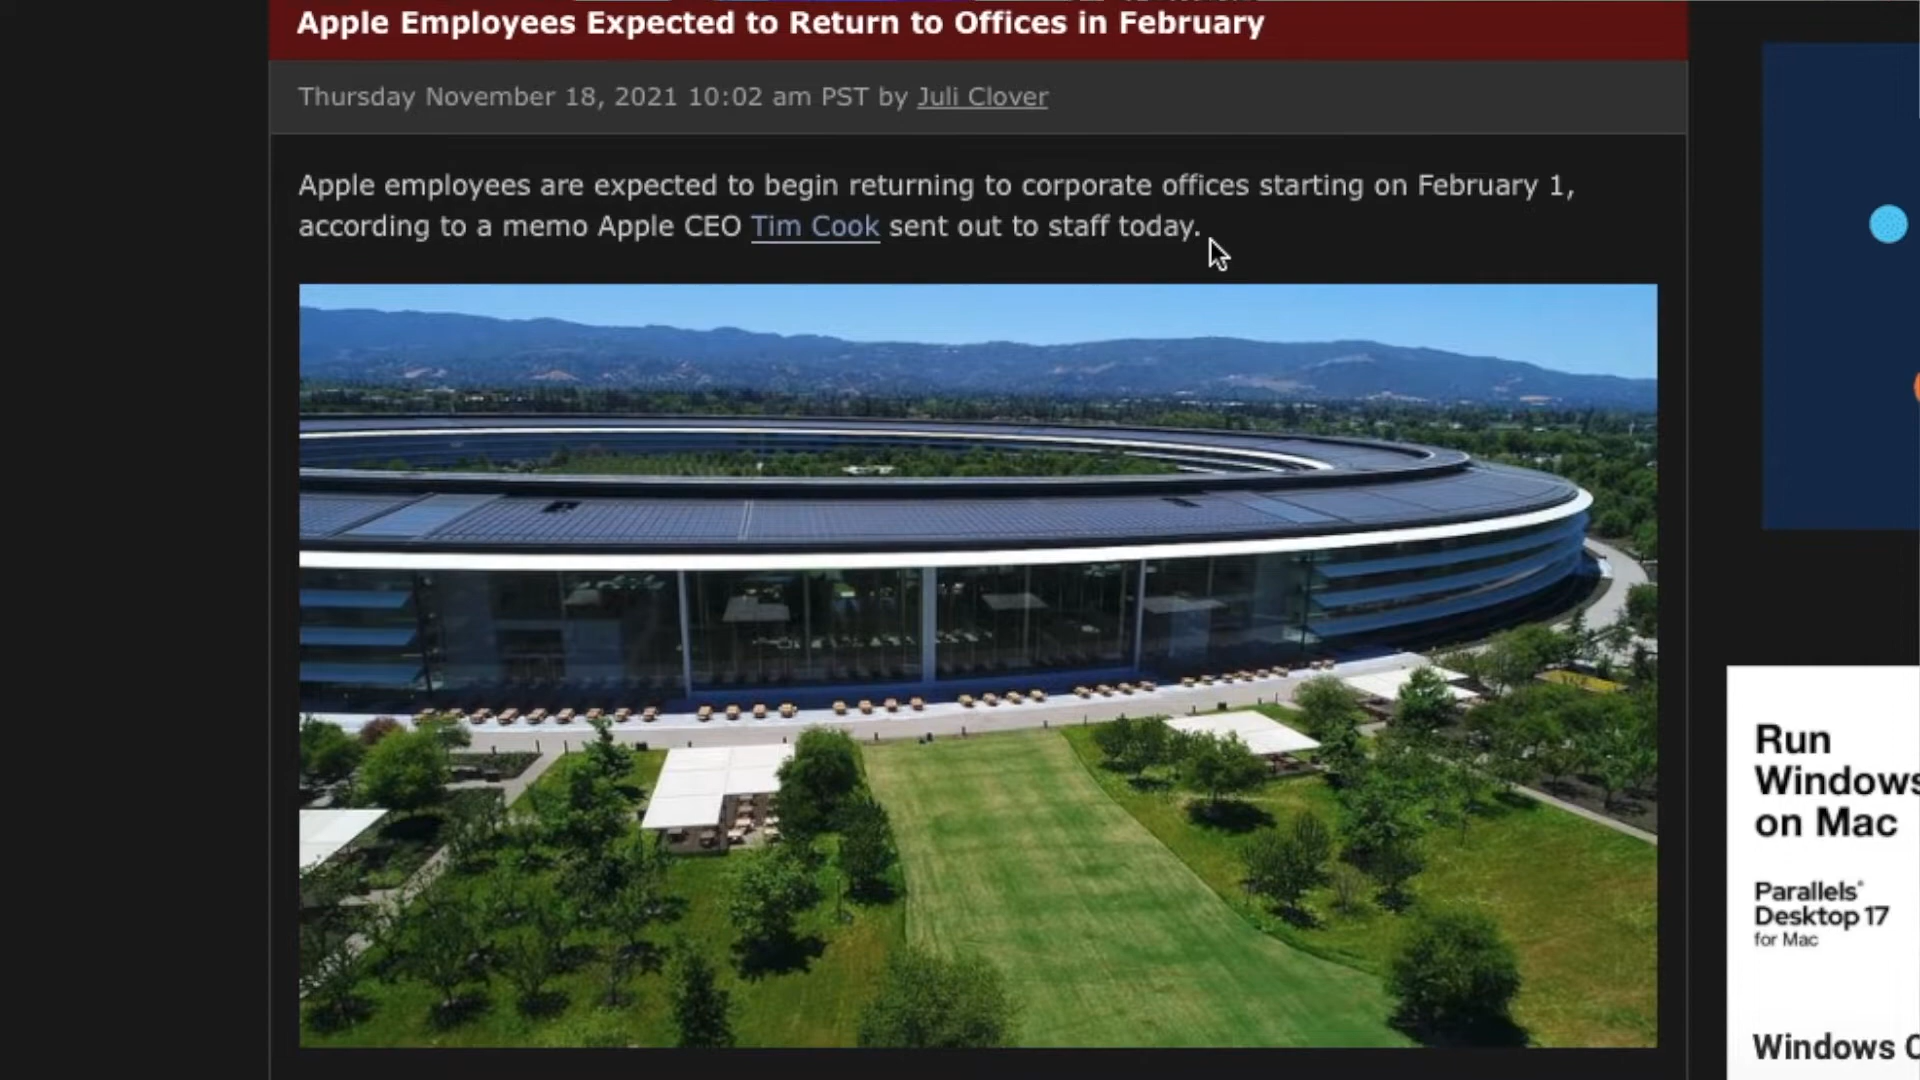 Apple Employees Expected to Return to Offices in February
Thursday November 18, 2021 10:02 am PST by Juli Clover
Apple employees are expected to begin returning to corporate offices starting on February 1,
according to a memo Apple CEO Tim Cook sent out to staff today.
Run
Windows
on Mac
Parallels®
Desktop 17
for Mac
Windows